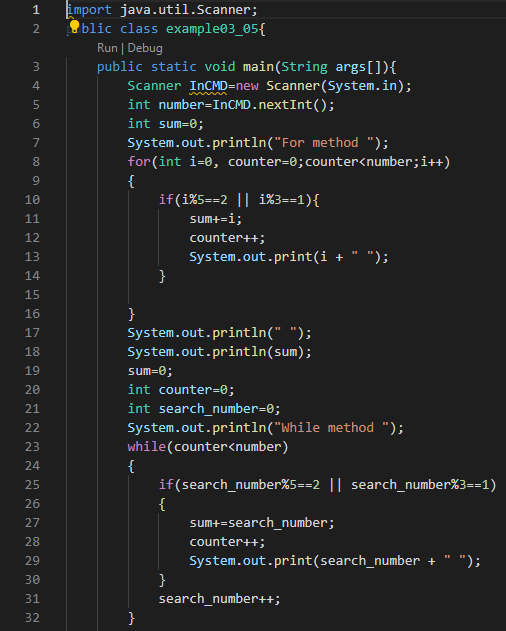 1 import java.util.Scanner;
2 public class example03_05{
Run | Debug
3 public static void main(String args[]){
4 Scanner InCMD=new Scanner(System.in);
5 int number=InCMD.nextInt();
6 int sum=0;
7 System.out.println("For method ");
8 for(int i=0, counter=0;counter<number;i++)
9 {
10 if(i%5==2 || i%3==1){
11 sum+=i;
12 counter++;
13 System.out.print(i + " ");
14 }
15
16 }
17 System.out.println(" ");
18 System.out.println(sum);
19 sum=0;
20 int counter=0;
21 int search_number=0;
22 System.out.println("While method ");
23 while(counter<number)
24 {
25 if(search_number%5==2 || search_number%3==1)
26 {
27 sum+=search_number;
28 counter++;
29 System.out.print(search_number + " ");
30 }
31 search_number++;
32 }